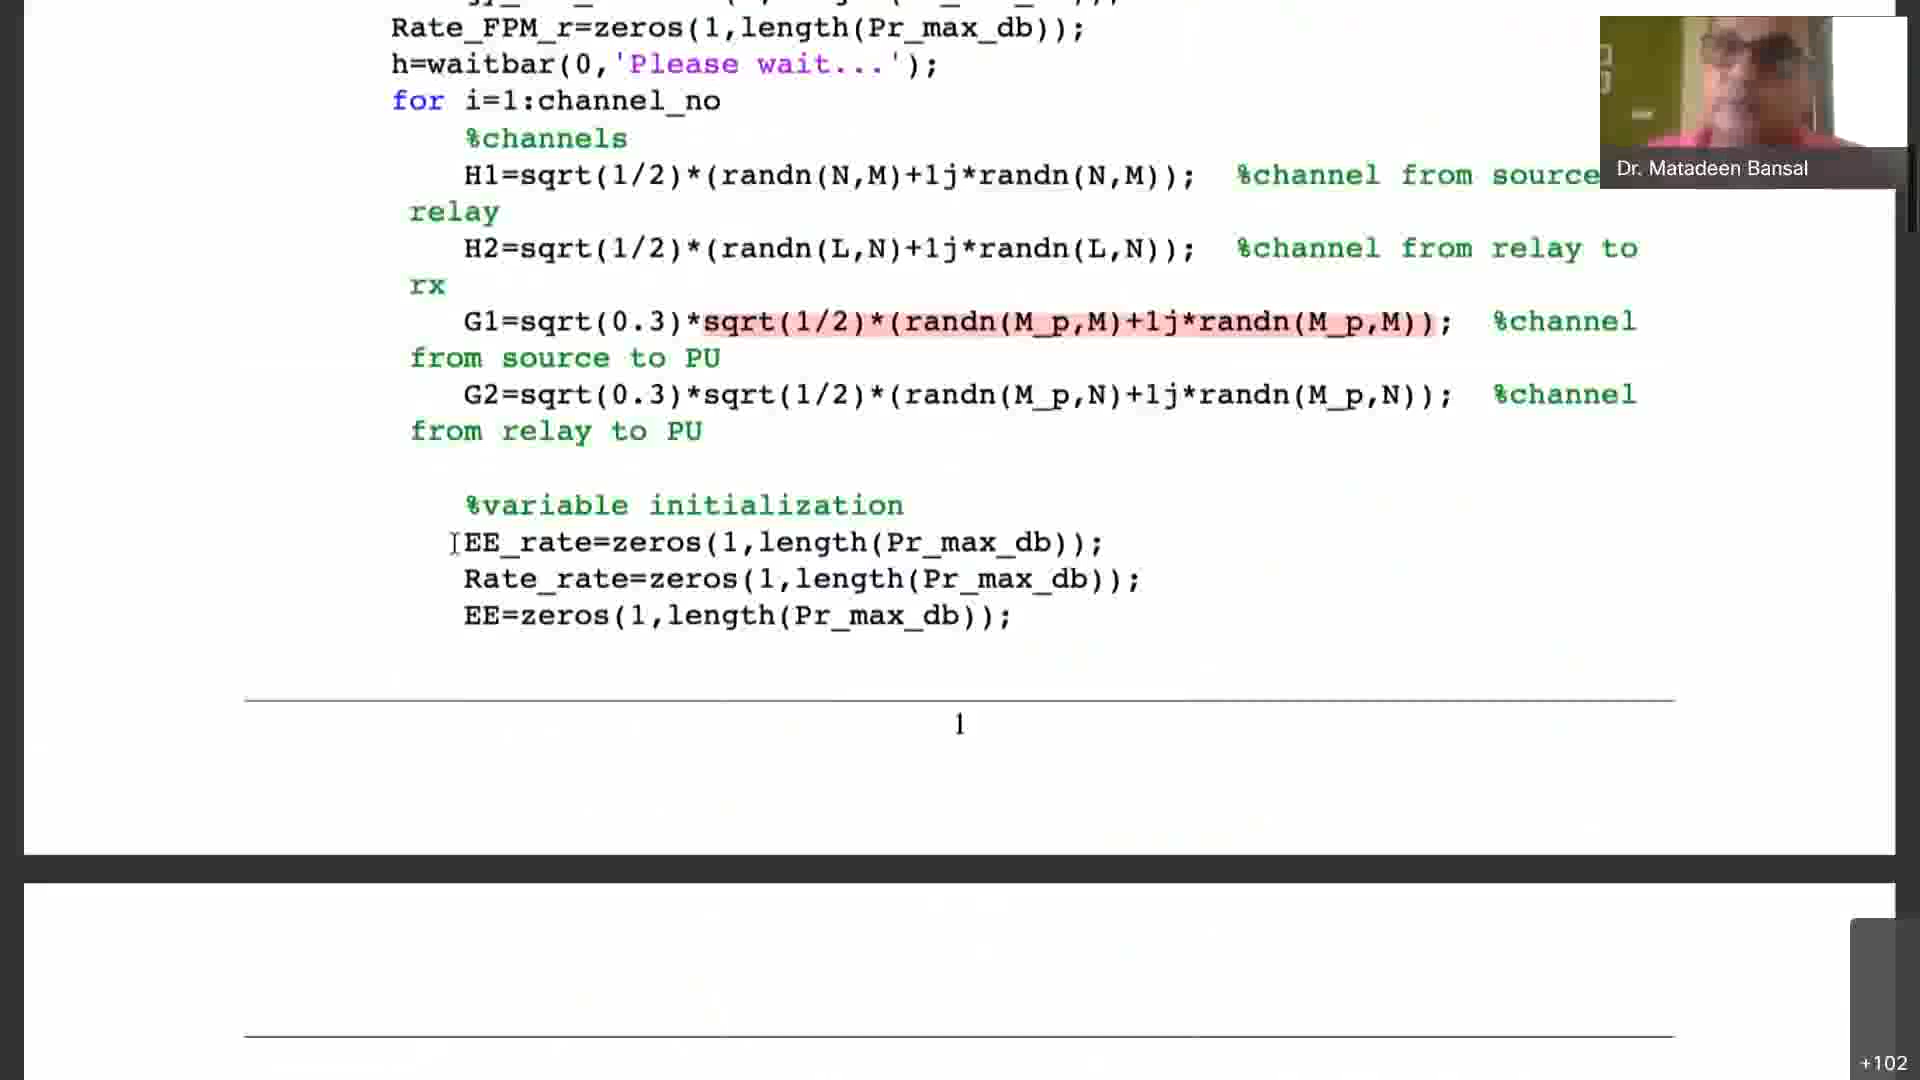 Rate_FPM_r=zeros(1,length(Pr_max_db));
h=waitbar(0,'Please wait...');
for i=1:channel_no
%channels
H1=sqrt(1/2)*(randn(N,M)+1j*randn(N,M)); %channel from source
relay
H2=sqrt(1/2)*(randn(L,N)+1j*randn(L,N)); %channel from relay to
rx
G1=sqrt(0.3)*sqrt(1/2)*(randn(M_p,M)+1j*randn(M_p,M)); %channel
from source to PU
G2=sqrt(0.3)*sqrt(1/2)*(randn(M_p,N)+1j*randn(M_p,N)); %channel
from relay to PU
%variable initialization
EE_rate=zeros(1,length(Pr_max_db));
Rate_rate=zeros(1,length(Pr_max_db));
EE=zeros(1,length(Pr_max_db));
1
Dr. Matadeen Bansal
+102